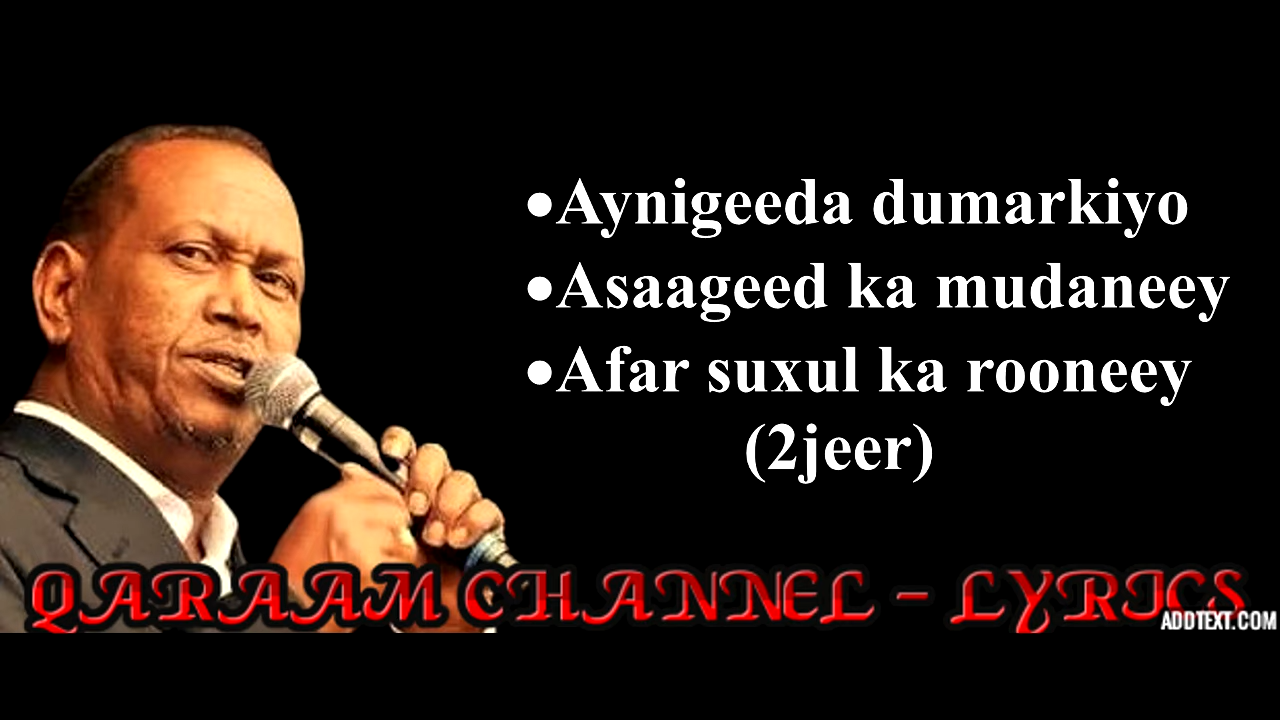 •Aynigeeda dumarkiyo
•Asaageed ka mudaneey
•Afar suxul ka rooneey
(2jeer)
QARAAM CHANNEL - LYRICS
ADDTEXT.COM